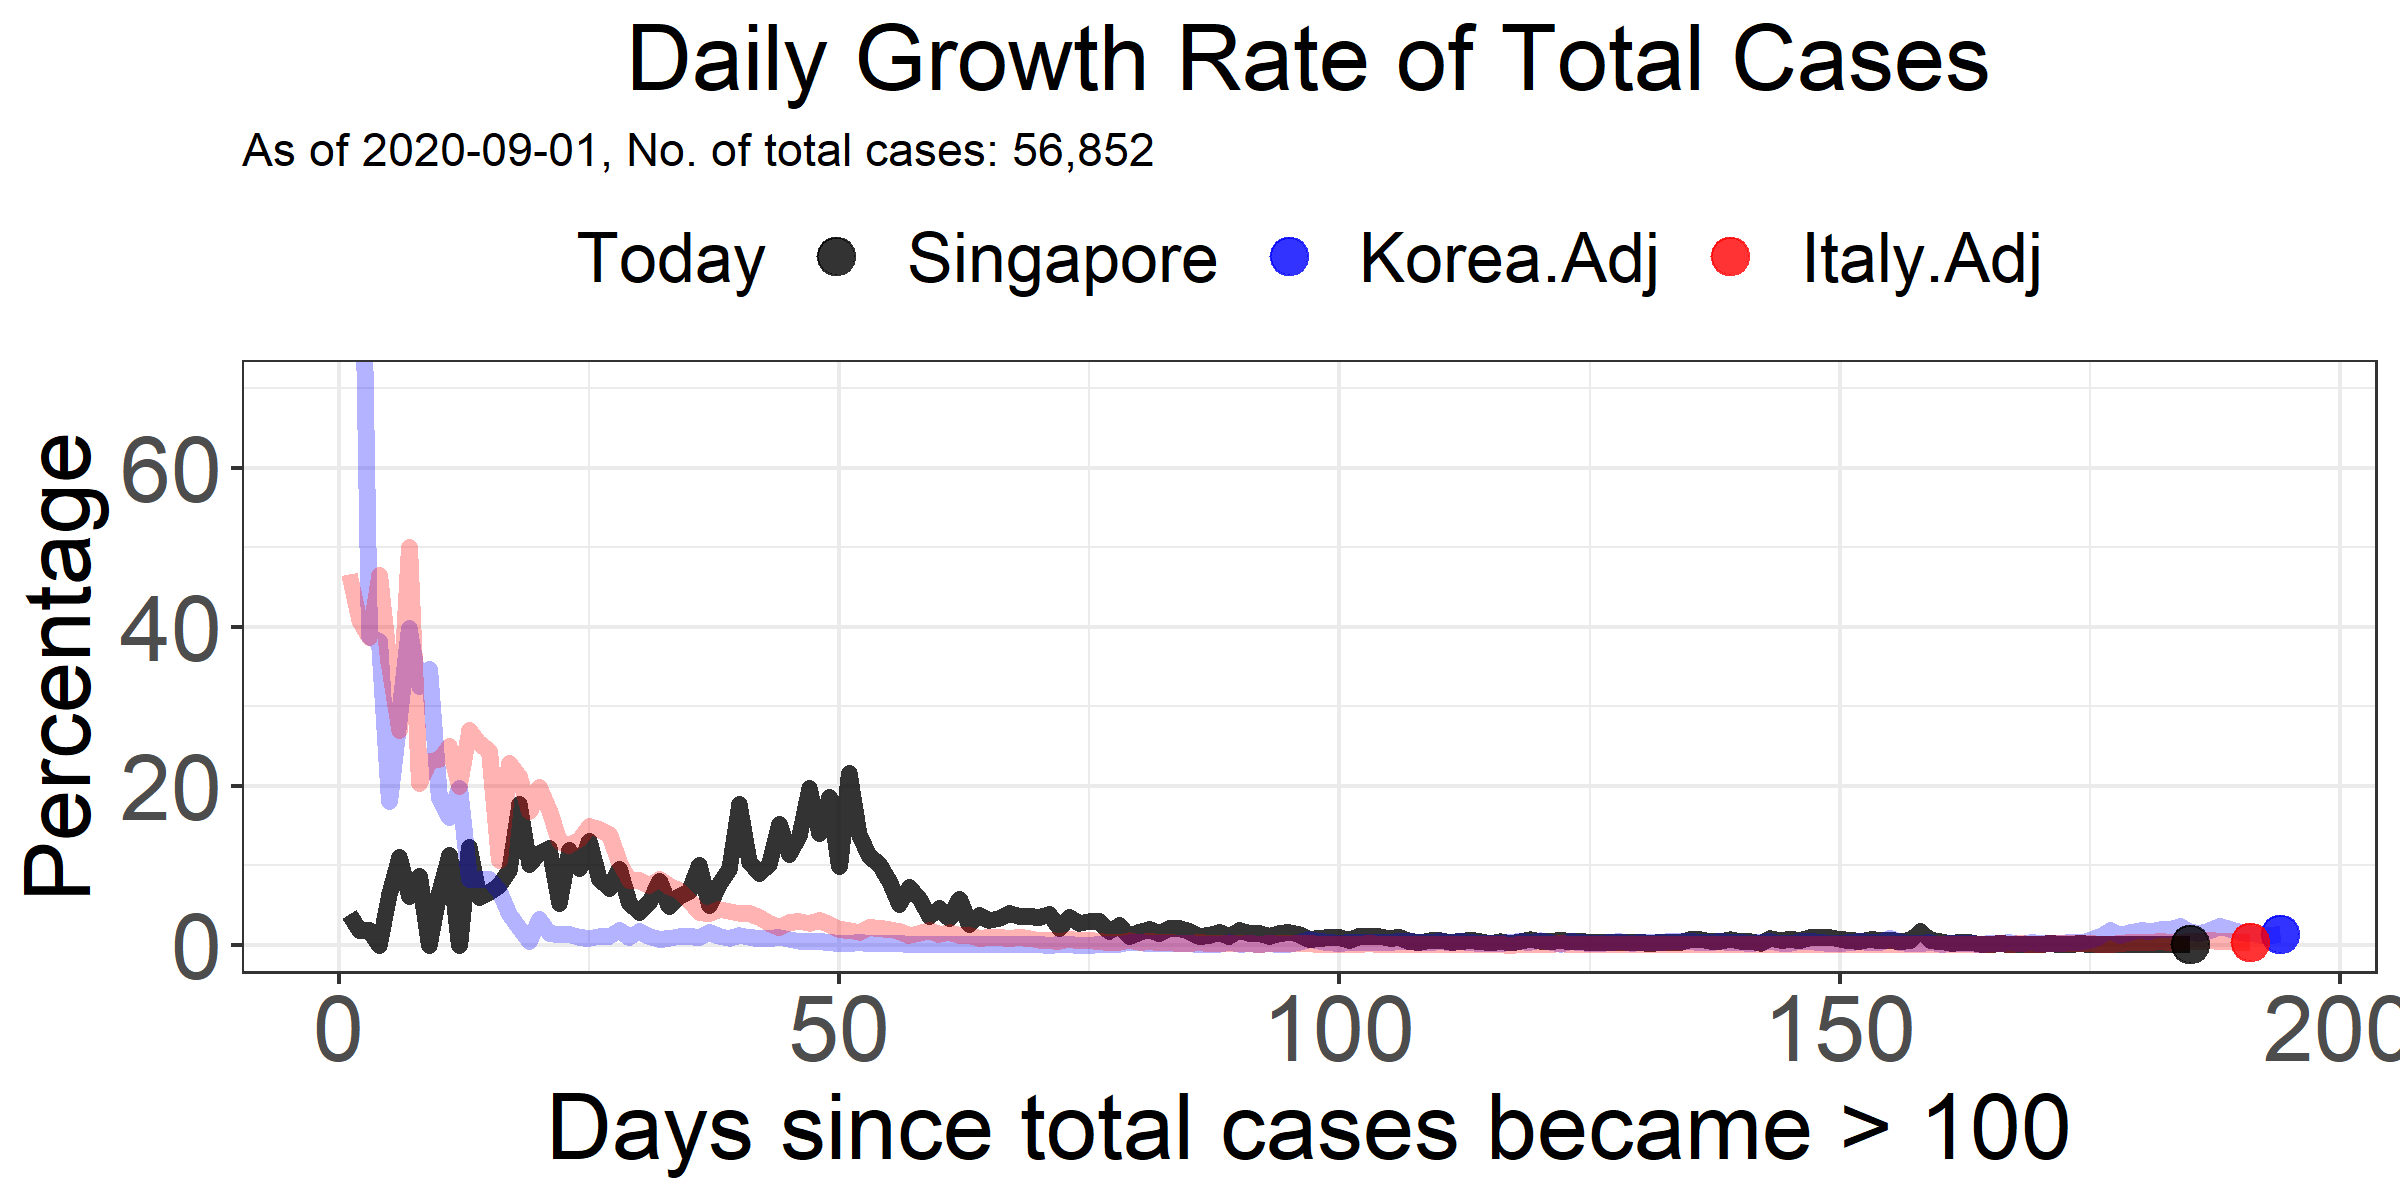 Daily Growth Rate of Total Cases
As of 2020-09-01, No. of total cases: 56,852
Today Singapore Korea.Adj Italy.Adj
Percentage
60
40
20
0
0 50 100 150 200
Days since total cases became > 100